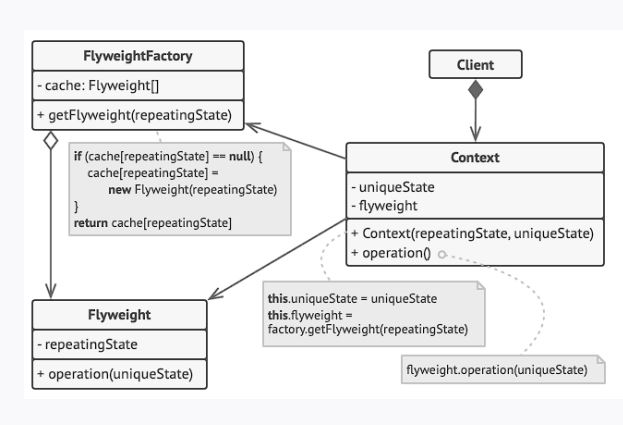 FlyweightFactory
- cache: Flyweight[]
+ getFlyweight(repeatingState)
if (cache[repeatingState] == null) {
cache[repeatingState] =
new Flyweight(repeatingState)
}
return cache[repeatingState]
Client
Context
- uniqueState
- flyweight
+ Context(repeatingState, uniqueState)
+ operation()
this.uniqueState = uniqueState
this.flyweight =
factory.getFlyweight(repeatingState)
flyweight.operation(uniqueState)
Flyweight
- repeatingState
+ operation(uniqueState)